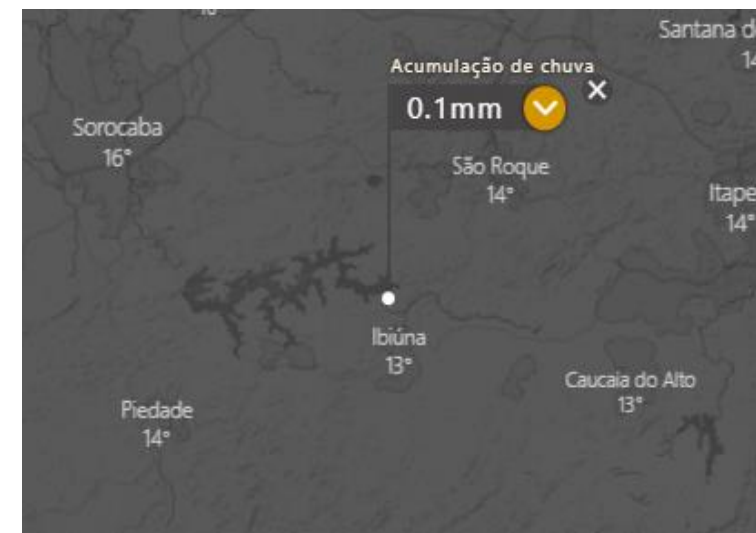 Santana d
14
Acumulação de chuva
0.1mm
Sorocaba
16°
São Roque
14°
Itape
14°
Ibiúna
13°
Caucaia do Alto
13°
Piedade
14°